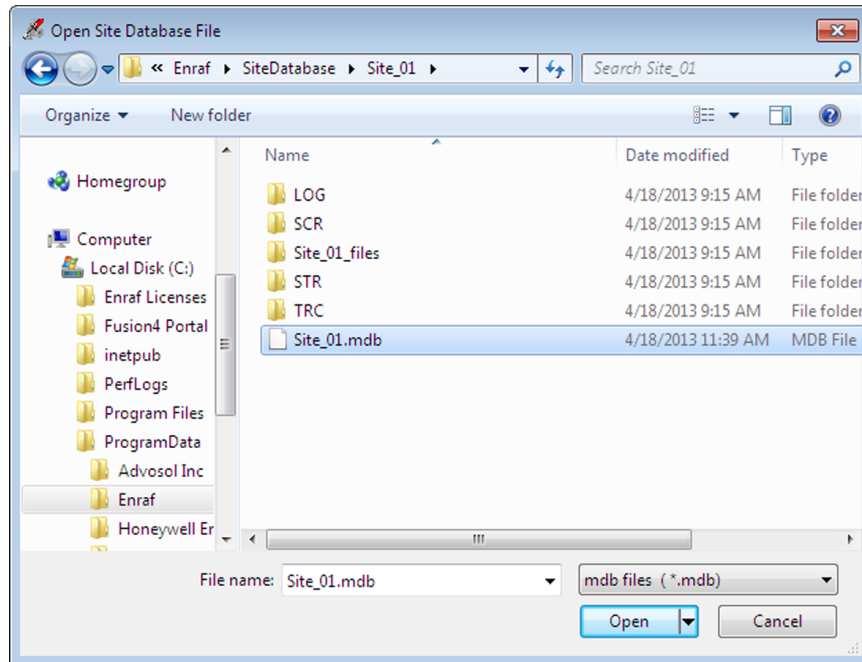 Open Site Database File
« Enraf ▸ SiteDatabase ▸ Site_01 ▸ Search Site_01
Organize ▾ New folder
Name Date modified Type
Homegroup
Computer
Local Disk (C:)
Enraf Licenses
Fusion4 Portal
inetpub
PerfLogs
Program Files
ProgramData
Advosol Inc
Enraf
Honeywell Er
LOG 4/18/2013 9:15 AM File folder
SCR 4/18/2013 9:15 AM File folder
Site_01_files 4/18/2013 9:15 AM File folder
STR 4/18/2013 9:15 AM File folder
TRC 4/18/2013 9:15 AM File folder
Site_01.mdb 4/18/2013 11:39 AM MDB File
File name: Site_01.mdb mdb files (*.mdb)
Open Cancel